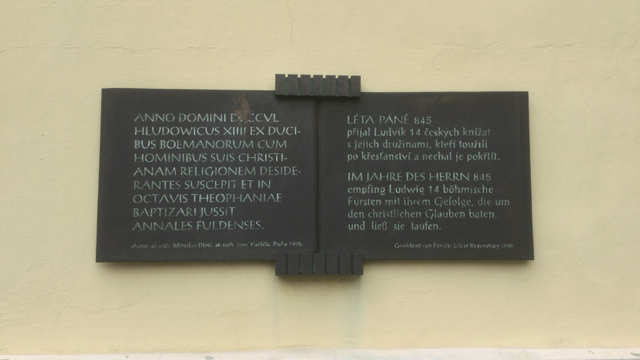 ANNO DOMINI DCCCVL
HLUDOWICUS XIIII EX DUCI-
BUS BOEMANORUM CUM
HOMINIBUS SUIS CHRISTI-
ANAM RELIGIONEM DESIDE-
RANTES SUSCEPIT ET IN
OCTAVIS THEOPHANIAE
BAPTIZARI JUSSIT.
ANNALES FULDENSES.
LÉTA PÁNĚ 845
přijal Ludvík 14 českých knížat
s jejich družinami, kteří toužili
po křesťanství a nechal je pokřtít.
IM JAHRE DES HERRN 845
empfing Ludwig 14 böhmische
Fürsten mit ihrem Gefolge, die um
den christlichen Glauben baten,
und ließ sie taufen.